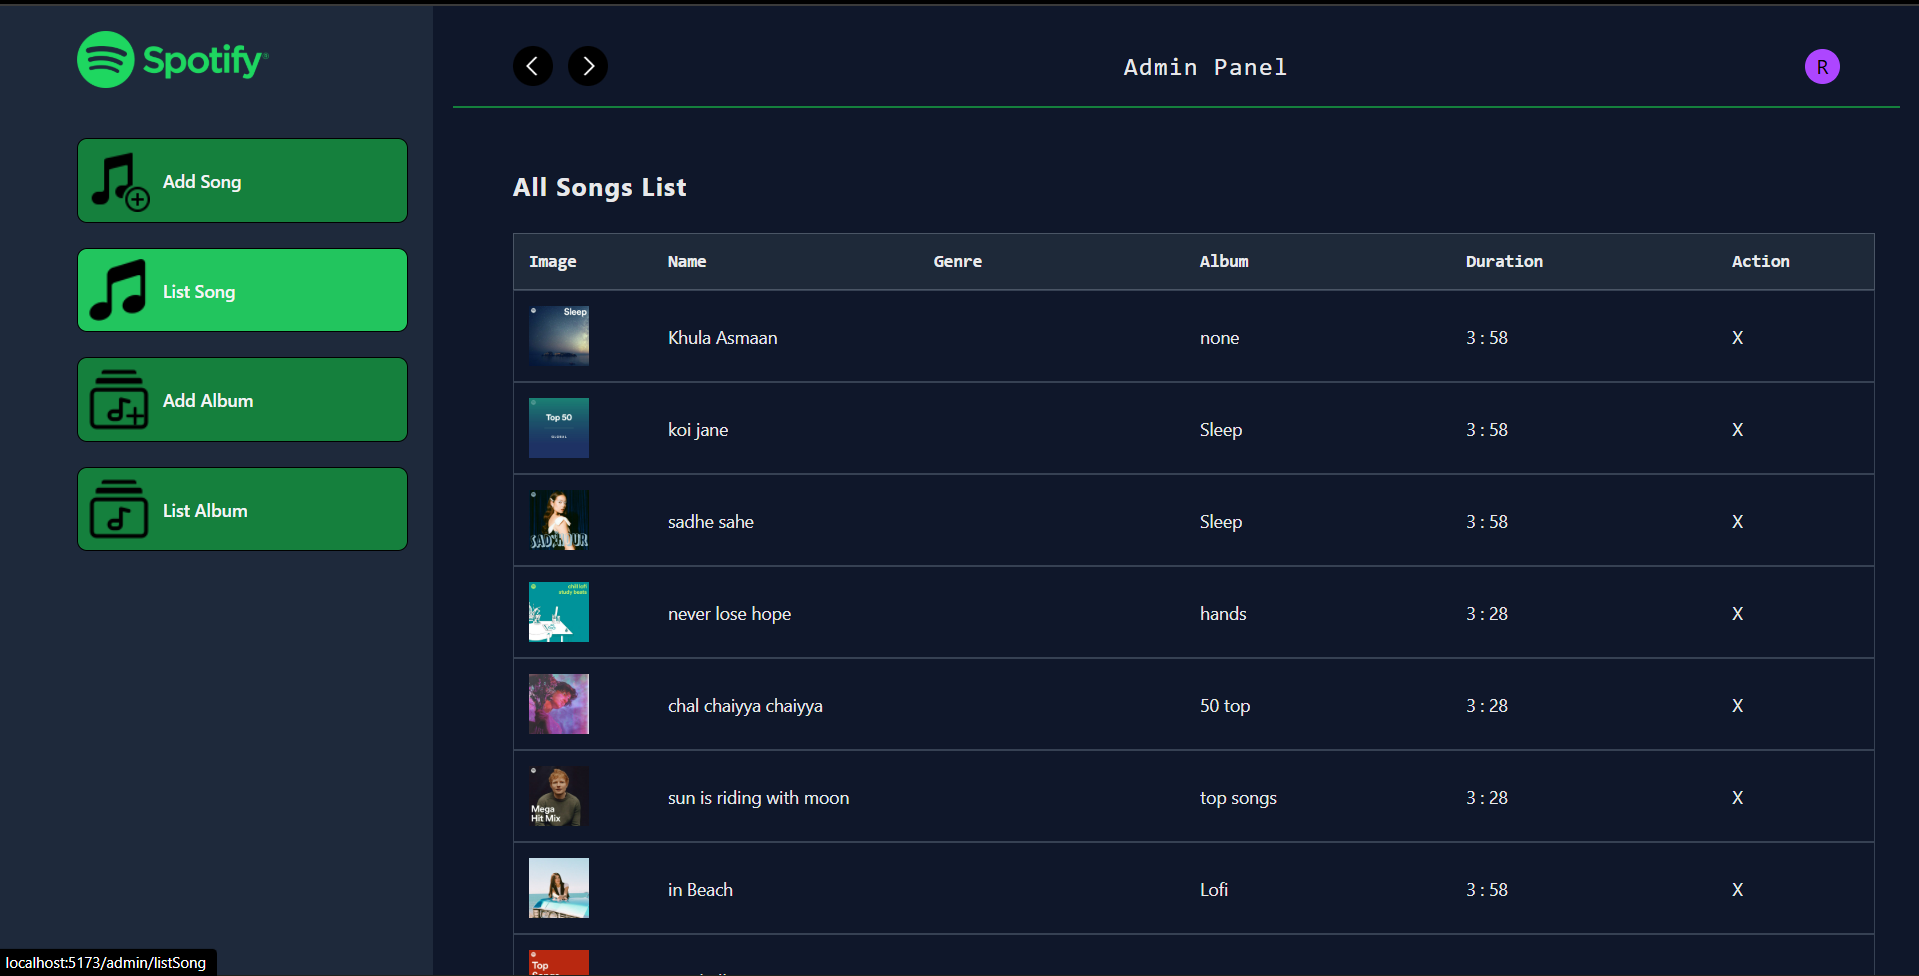 Spotify®
Admin Panel
R
Add Song
List Song
Add Album
List Album
All Songs List
Image Name Genre Album Duration Action
Sleep
Khula Asmaan none 3 : 58 X
Top 50
GLOBAL
koi jane Sleep 3 : 58 X
sadhe sahe Sleep 3 : 58 X
SAD HOUR
chill lofi
study beats
never lose hope hands 3 : 28 X
chal chaiyya chaiyya 50 top 3 : 28 X
sun is riding with moon top songs 3 : 28 X
Mega
Hit Mix
in Beach Lofi 3 : 58 X
Top
Songs
localhost:5173/admin/listSong